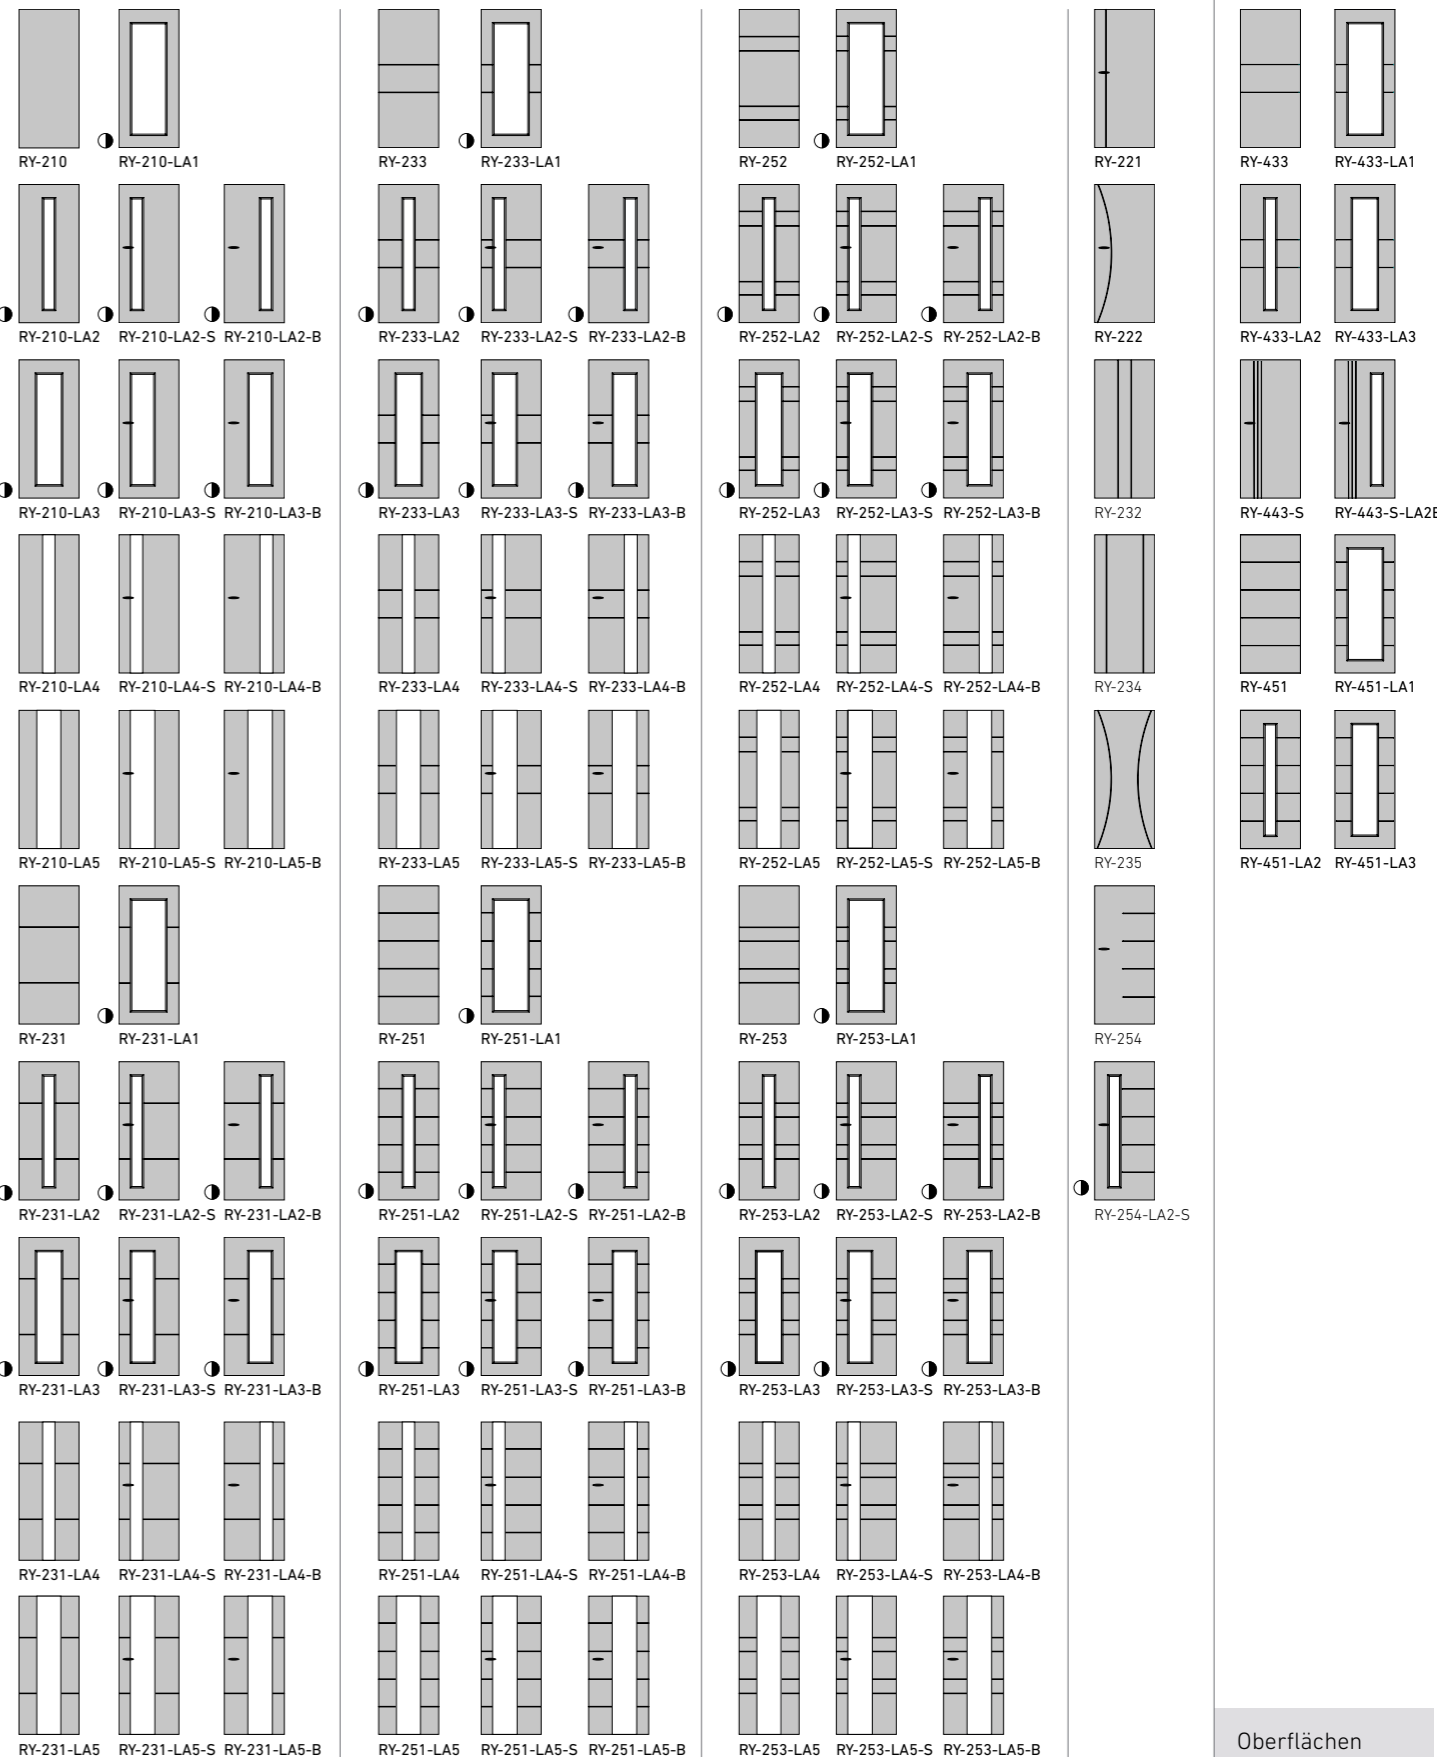 RY-210 RY-210-LA1 RY-233 RY-233-LA1 RY-252 RY-252-LA1 RY-221 RY-433 RY-433-LA1
RY-210-LA2 RY-210-LA2-S RY-210-LA2-B RY-233-LA2 RY-233-LA2-S RY-233-LA2-B RY-252-LA2 RY-252-LA2-S RY-252-LA2-B RY-222 RY-433-LA2 RY-433-LA3
RY-210-LA3 RY-210-LA3-S RY-210-LA3-B RY-233-LA3 RY-233-LA3-S RY-233-LA3-B RY-252-LA3 RY-252-LA3-S RY-252-LA3-B RY-232 RY-443-S RY-443-S-LA2B
RY-210-LA4 RY-210-LA4-S RY-210-LA4-B RY-233-LA4 RY-233-LA4-S RY-233-LA4-B RY-252-LA4 RY-252-LA4-S RY-252-LA4-B RY-234 RY-451 RY-451-LA1
RY-210-LA5 RY-210-LA5-S RY-210-LA5-B RY-233-LA5 RY-233-LA5-S RY-233-LA5-B RY-252-LA5 RY-252-LA5-S RY-252-LA5-B RY-235 RY-451-LA2 RY-451-LA3
RY-231 RY-231-LA1 RY-251 RY-251-LA1 RY-253 RY-253-LA1 RY-254
RY-231-LA2 RY-231-LA2-S RY-231-LA2-B RY-251-LA2 RY-251-LA2-S RY-251-LA2-B RY-253-LA2 RY-253-LA2-S RY-253-LA2-B RY-254-LA2-S
RY-231-LA3 RY-231-LA3-S RY-231-LA3-B RY-251-LA3 RY-251-LA3-S RY-251-LA3-B RY-253-LA3 RY-253-LA3-S RY-253-LA3-B
RY-231-LA4 RY-231-LA4-S RY-231-LA4-B RY-251-LA4 RY-251-LA4-S RY-251-LA4-B RY-253-LA4 RY-253-LA4-S RY-253-LA4-B
RY-231-LA5 RY-231-LA5-S RY-231-LA5-B RY-251-LA5 RY-251-LA5-S RY-251-LA5-B RY-253-LA5 RY-253-LA5-S RY-253-LA5-B
Oberflächen